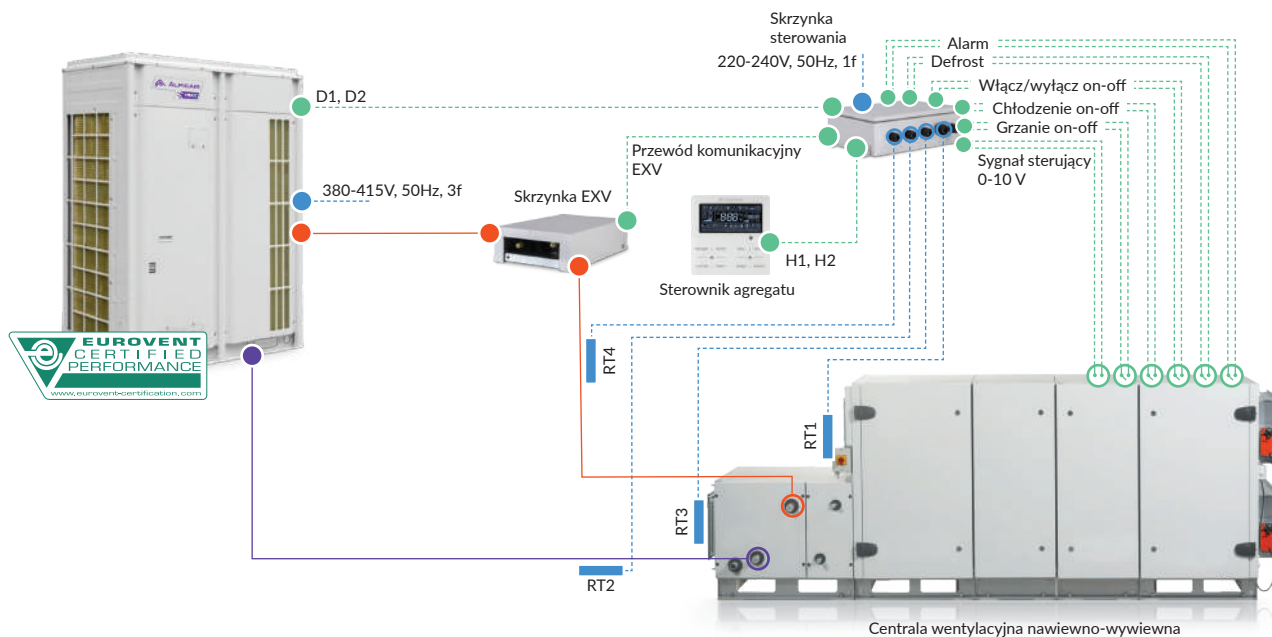 ALPICAIR
D1, D2
380-415V, 50Hz, 3f
EUROVENT
CERTIFIED
PERFORMANCE
www.eurovent-certification.com
Skrzynka EXV
Przewód komunikacyjny
EXV
Skrzynka
sterowania
220-240V, 50Hz, 1f
Alarm
Defrost
Włącz/wyłącz on-off
Chłodzenie on-off
Grzanie on-off
Sygnał sterujący
0-10 V
H1, H2
Sterownik agregatu
RT4
RT1
RT3
RT2
Centrala wentylacyjna nawiewno-wywiewna